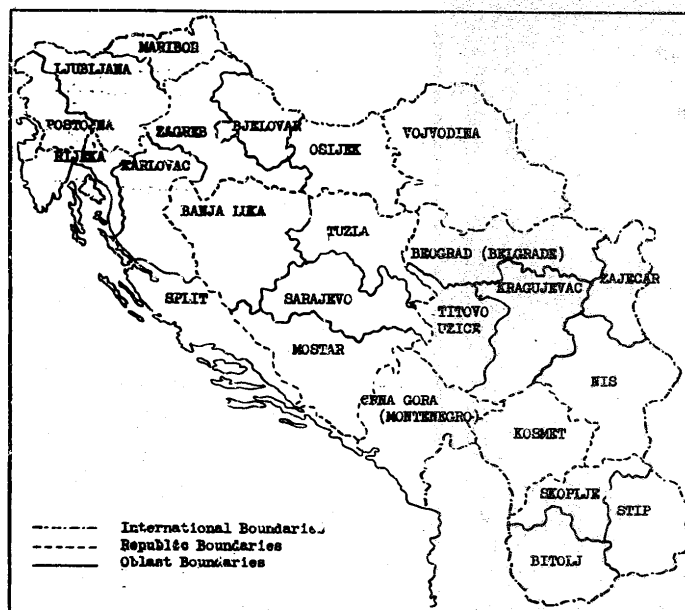 MARIBOR
LJUBLJANA
POSTOJNA
ZAGREB
BJELOVAR
RIJEKA
KARLOVAC
OSIJEK
VOJVODINA
BANJA LUKA
TUZLA
BEOGRAD (BELGRADE)
ZAJECAR
KRAGUJEVAC
SPLIT
SARAJEVO
TITOVO
UZICE
MOSTAR
NIS
CRNA GORA
(MONTENEGRO)
KOSMET
SKOPLJE
STIP
BITOLJ
International Boundaries
Republic Boundaries
Oblast Boundaries